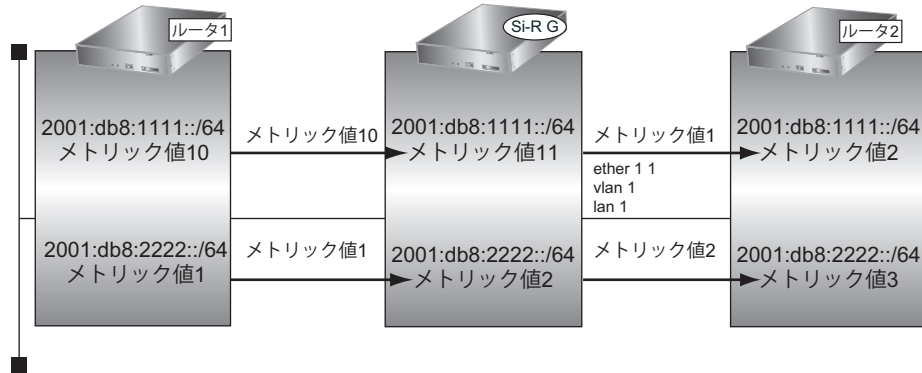 ルータ1
Si-R G
ルータ2
2001:db8:1111::/64
メトリック値10
メトリック値10
2001:db8:1111::/64
メトリック値11
メトリック値1
2001:db8:1111::/64
メトリック値2
ether 1 1
vlan 1
lan 1
2001:db8:2222::/64
メトリック値1
メトリック値1
2001:db8:2222::/64
メトリック値2
メトリック値2
2001:db8:2222::/64
メトリック値3